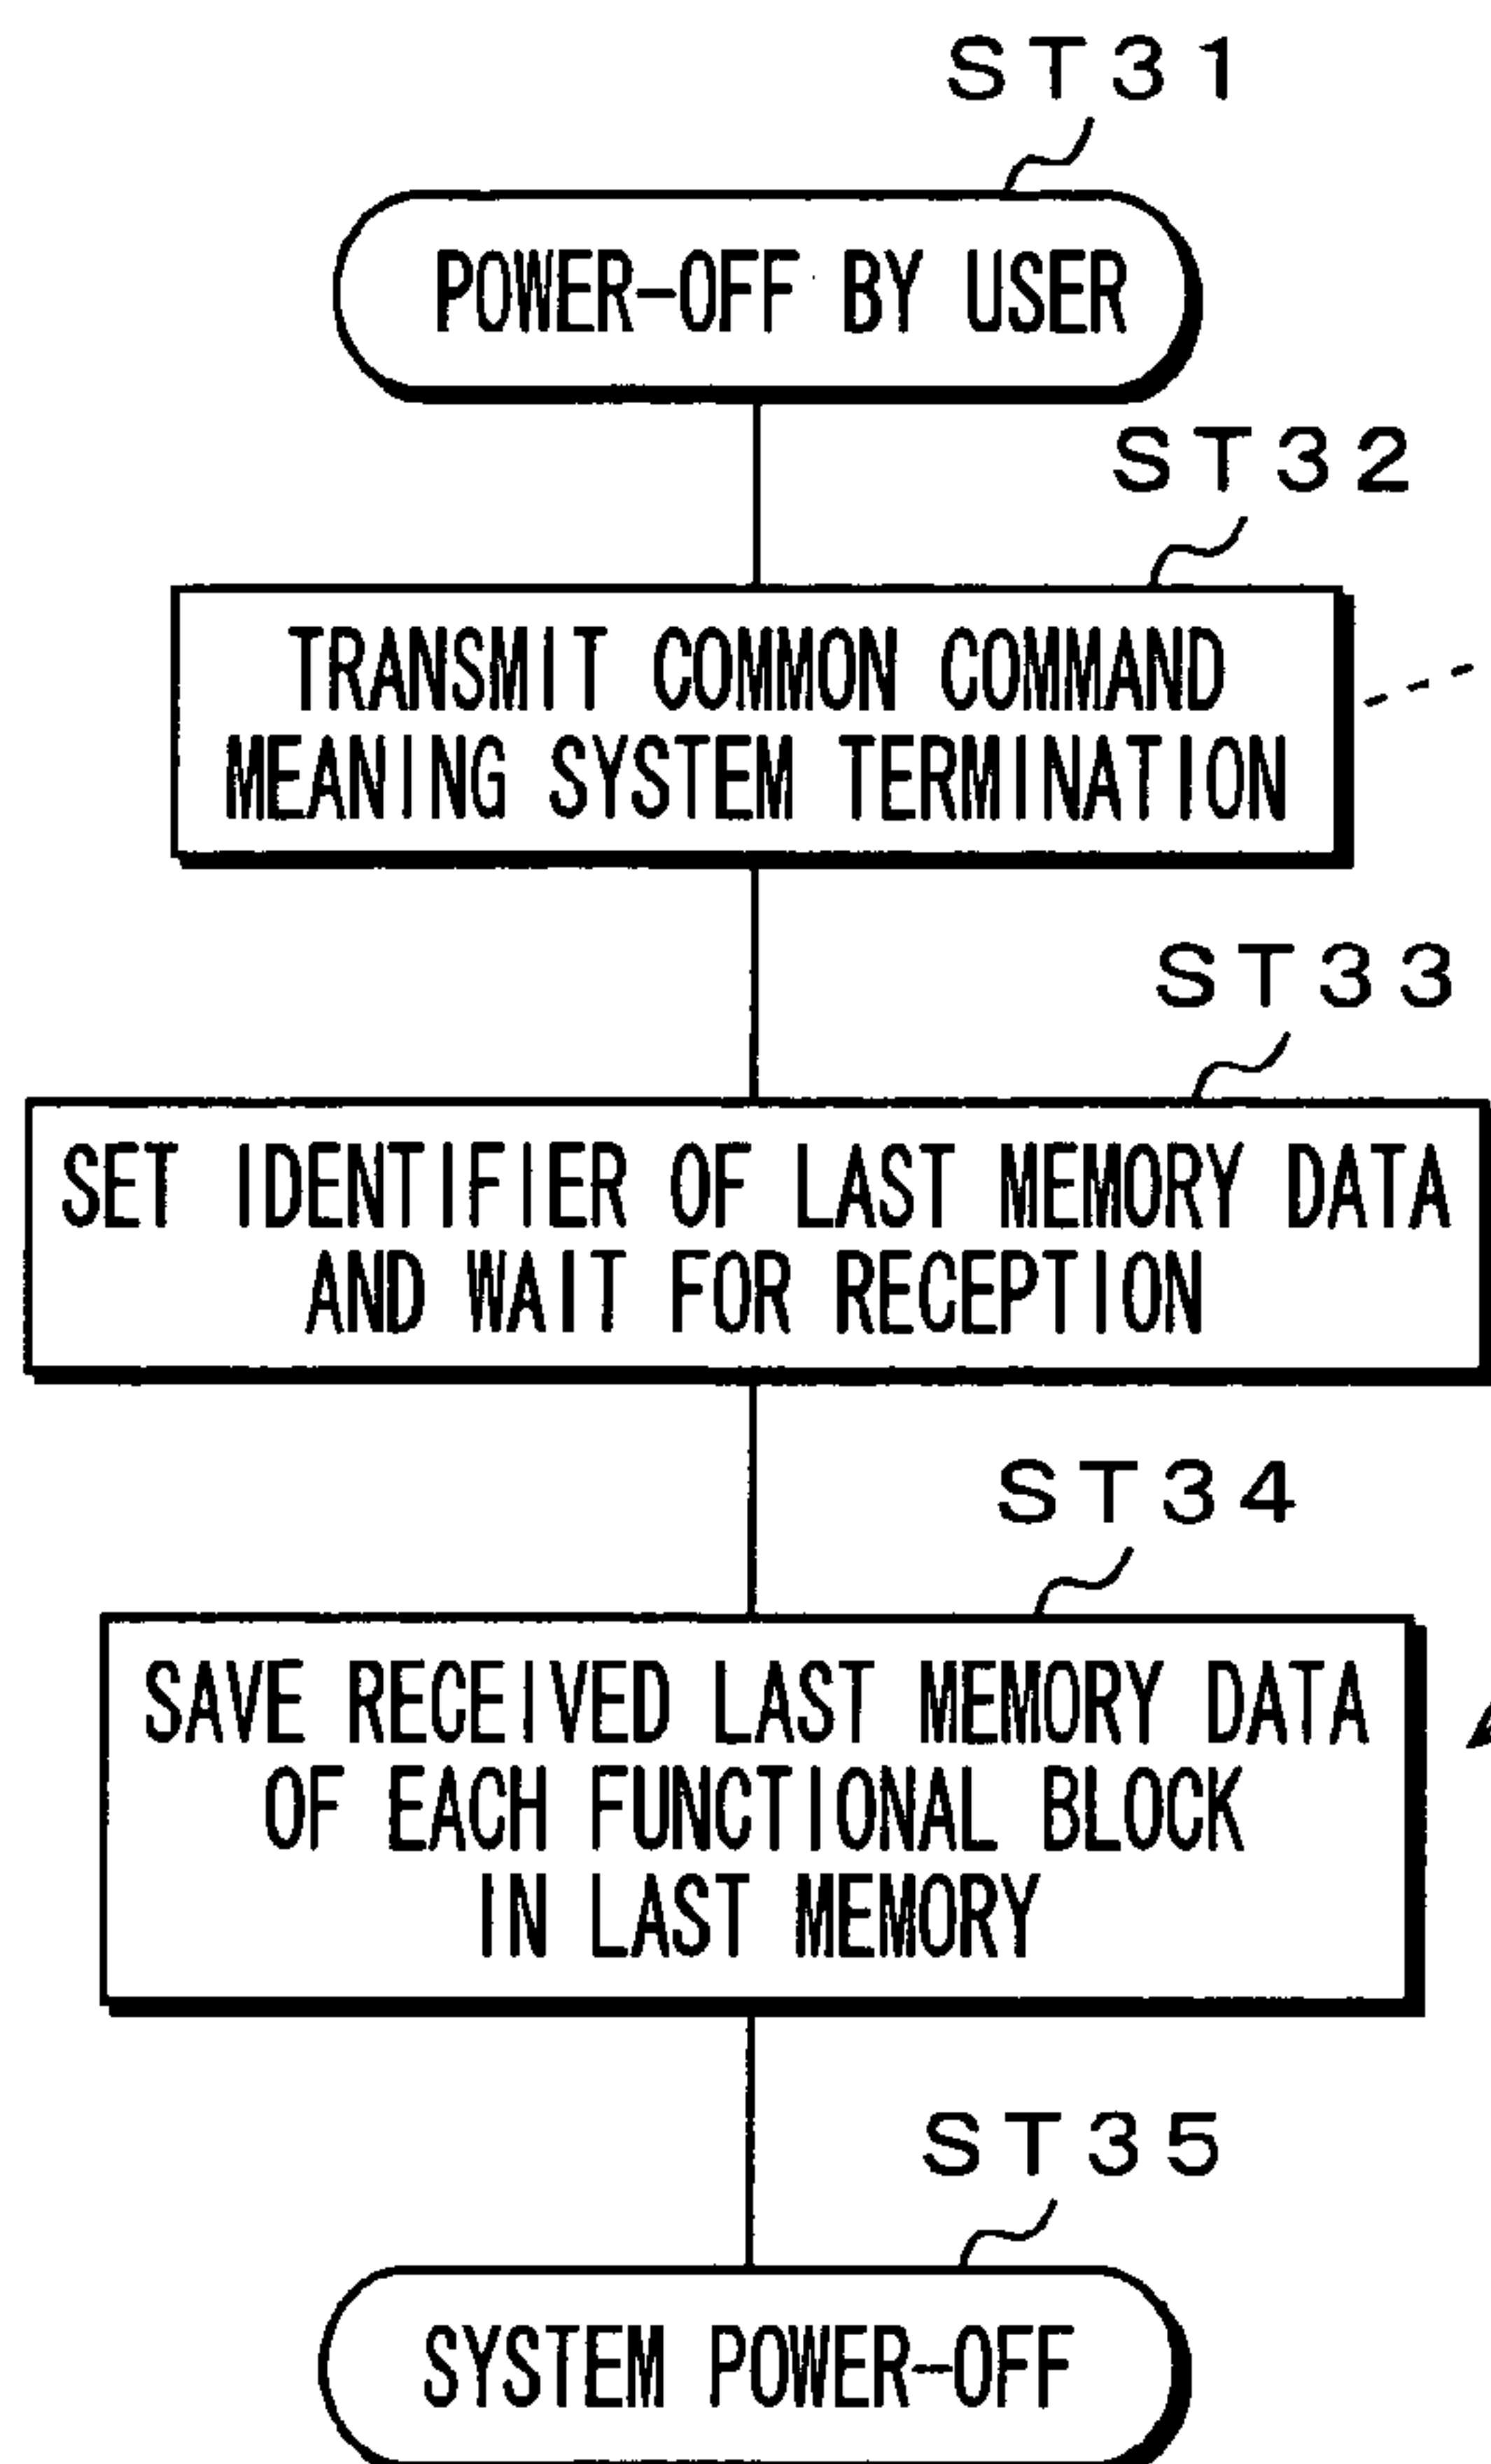 ST31
POWER-OFF BY USER
ST32
TRANSMIT COMMON COMMAND
MEANING SYSTEM TERMINATION
ST33
SET IDENTIFIER OF LAST MEMORY DATA
AND WAIT FOR RECEPTION
ST34
SAVE RECEIVED LAST MEMORY DATA
OF EACH FUNCTIONAL BLOCK
IN LAST MEMORY
ST35
SYSTEM POWER-OFF